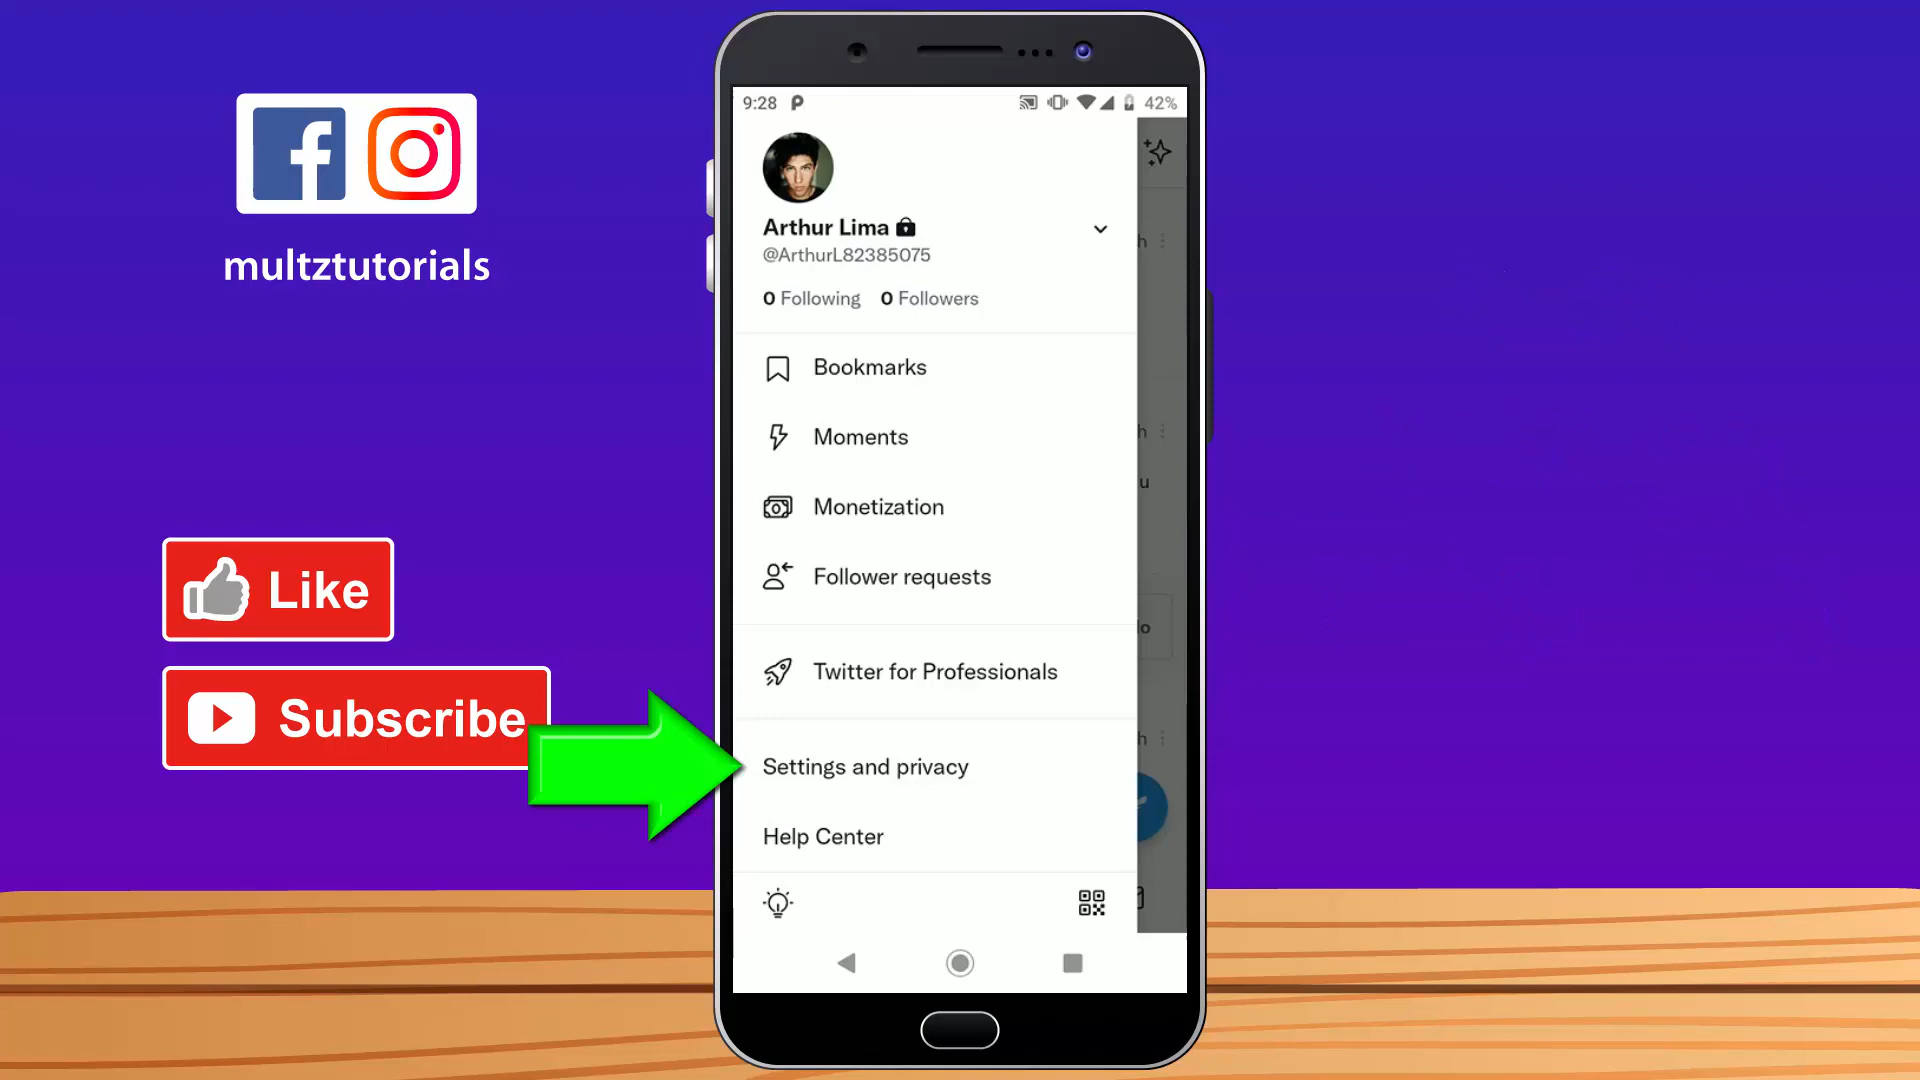 multztutorials
Like
Subscribe
9:28
42%
Arthur Lima
@ArthurL82385075
0 Following 0 Followers
Bookmarks
Moments
Monetization
Follower requests
Twitter for Professionals
Settings and privacy
Help Center
h
h
u
lo
h